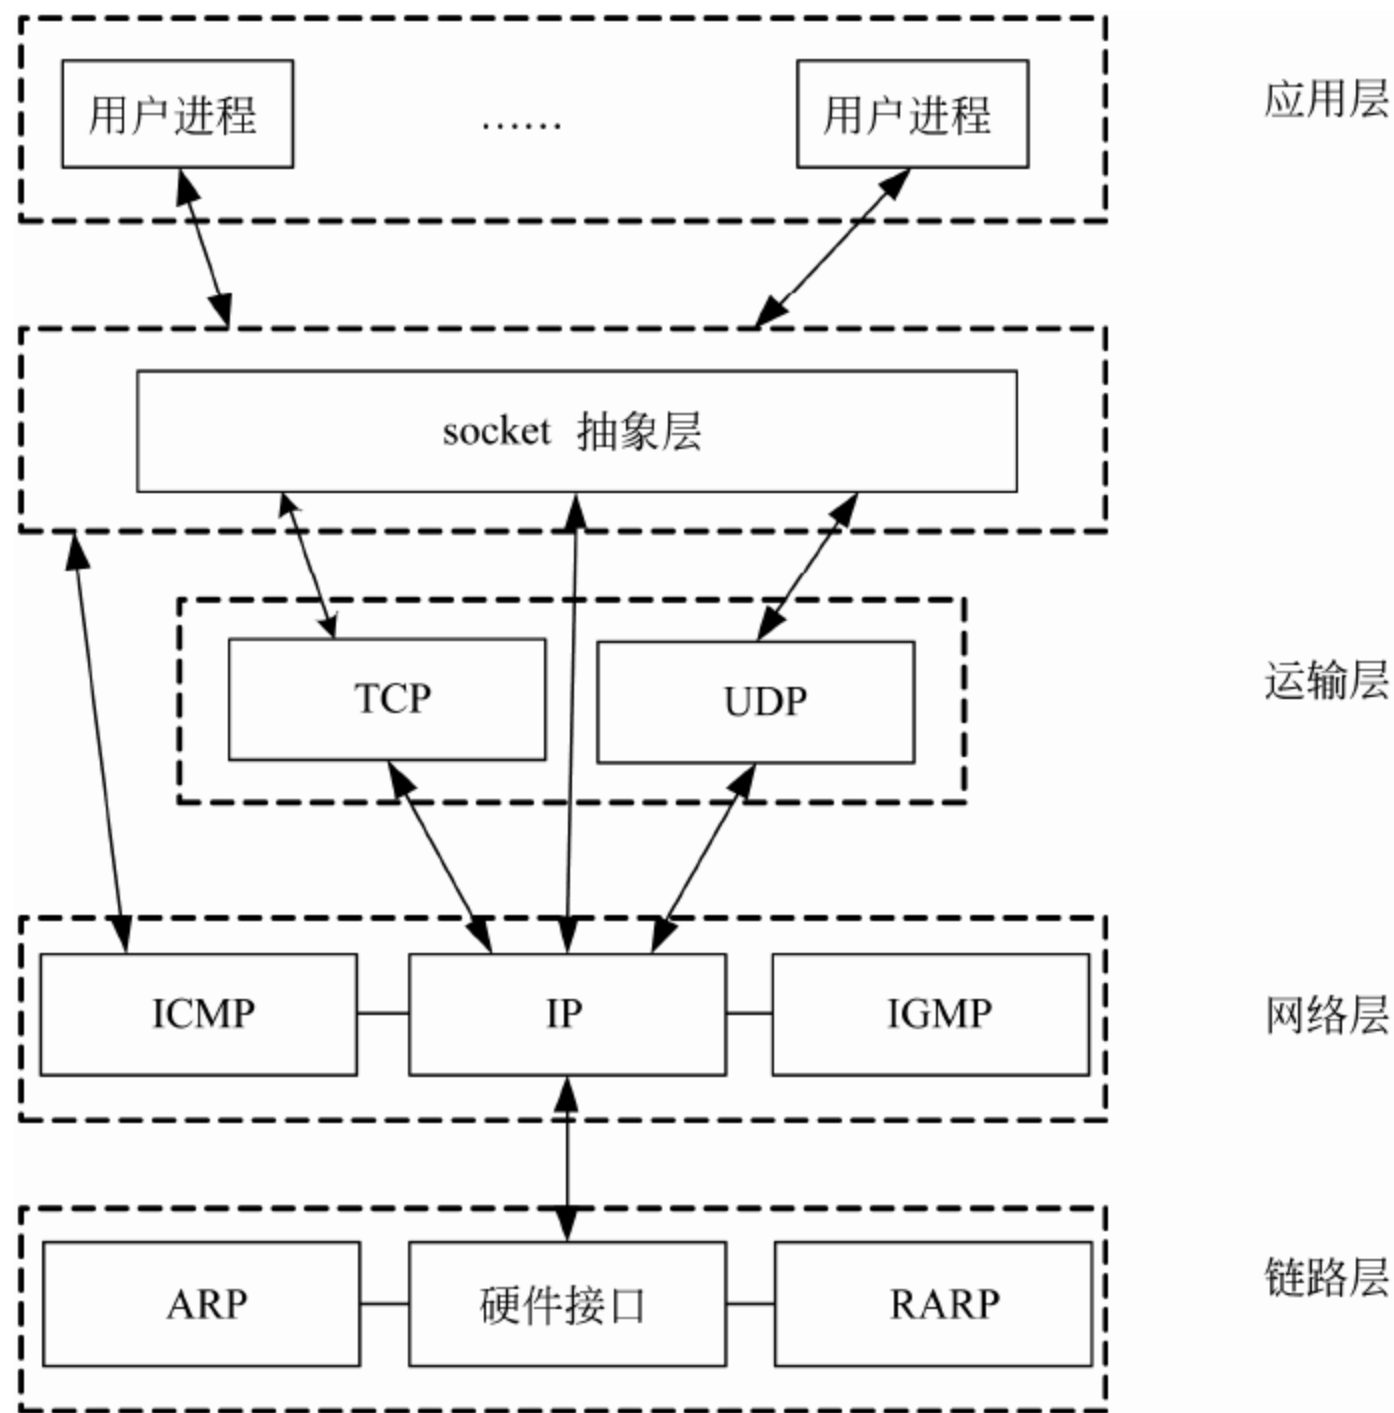 用户进程 …… 用户进程 应用层
socket 抽象层
TCP UDP 运输层
ICMP IP IGMP 网络层
ARP 硬件接口 RARP 链路层